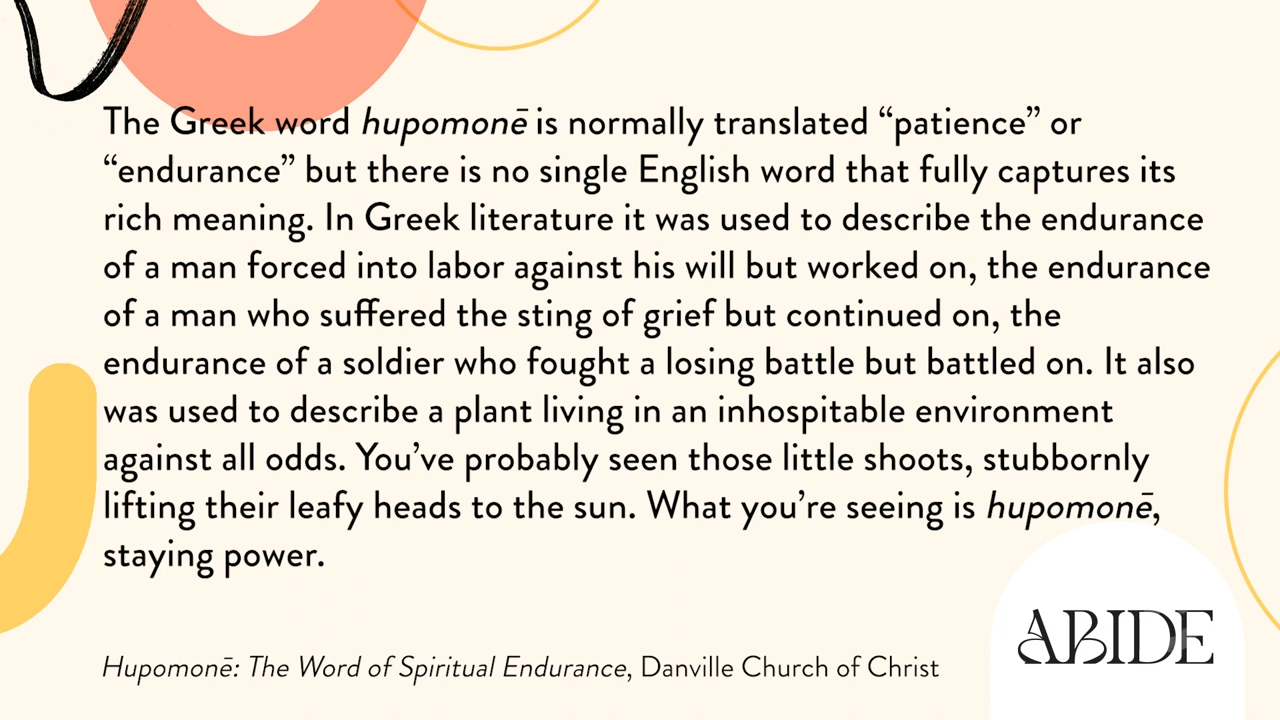 The Greek word hupomonē is normally translated “patience” or
“endurance” but there is no single English word that fully captures its
rich meaning. In Greek literature it was used to describe the endurance
of a man forced into labor against his will but worked on, the endurance
of a man who suffered the sting of grief but continued on, the
endurance of a soldier who fought a losing battle but battled on. It also
was used to describe a plant living in an inhospitable environment
against all odds. You’ve probably seen those little shoots, stubbornly
lifting their leafy heads to the sun. What you’re seeing is hupomonē,
staying power.
Hupomonē: The Word of Spiritual Endurance, Danville Church of Christ
ABIDE